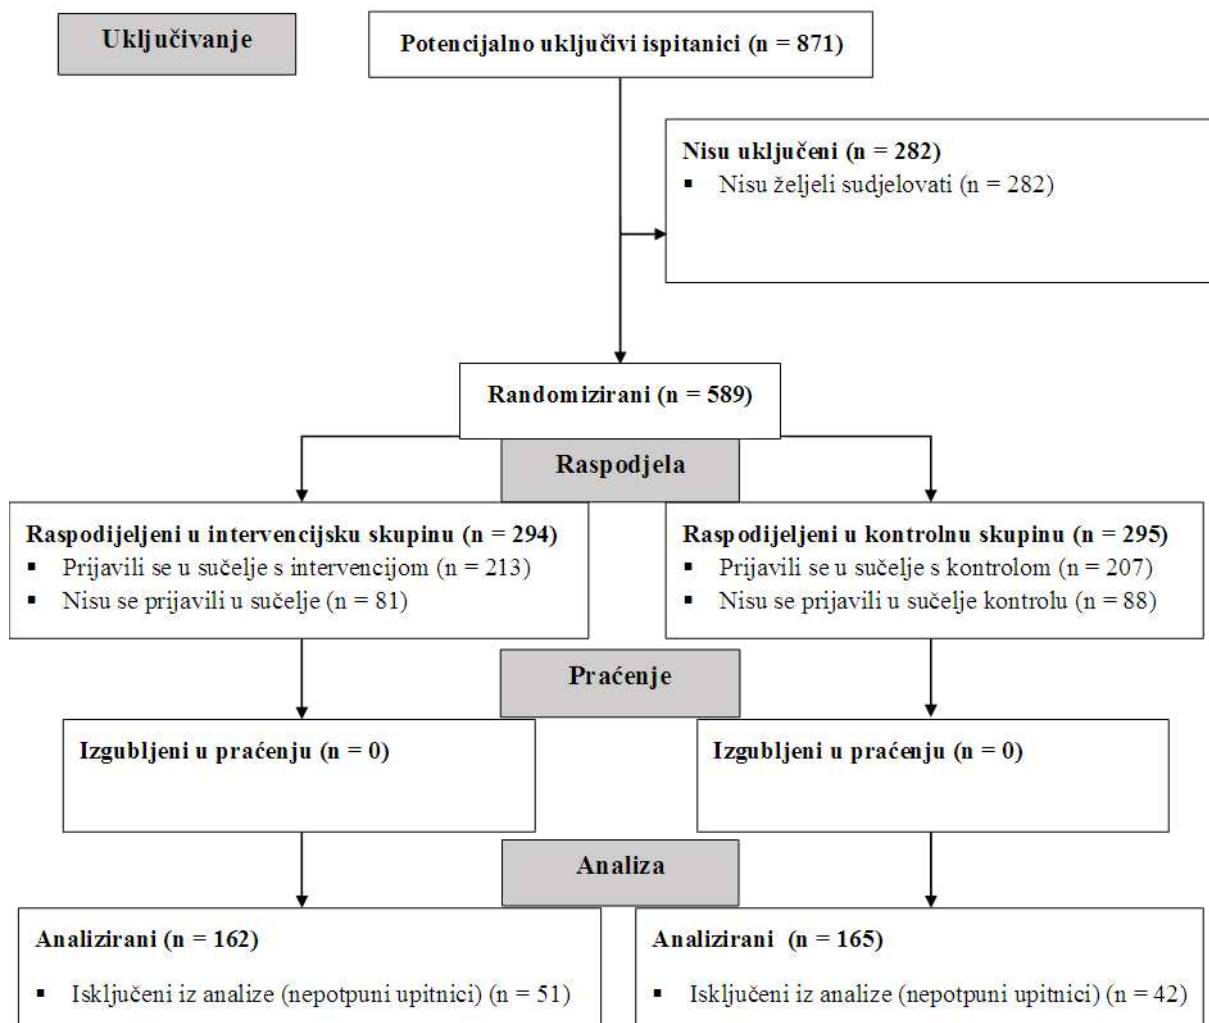 Uključivanje
Potencijalno uključivi ispitanici (n = 871)
Nisu uključeni (n = 282)
▪ Nisu željeli sudjelovati (n = 282)
Randomizirani (n = 589)
Raspodjela
Raspodijeljeni u intervencijsku skupinu (n = 294)
▪ Prijavili se u sučelje s intervencijom (n = 213)
▪ Nisu se prijavili u sučelje (n = 81)
Raspodijeljeni u kontrolnu skupinu (n = 295)
▪ Prijavili se u sučelje s kontrolom (n = 207)
▪ Nisu se prijavili u sučelje kontrolu (n = 88)
Praćenje
Izgubljeni u praćenju (n = 0)
Izgubljeni u praćenju (n = 0)
Analiza
Analizirani (n = 162)
▪ Isključeni iz analize (nepotpuni upitnici) (n = 51)
Analizirani (n = 165)
▪ Isključeni iz analize (nepotpuni upitnici) (n = 42)